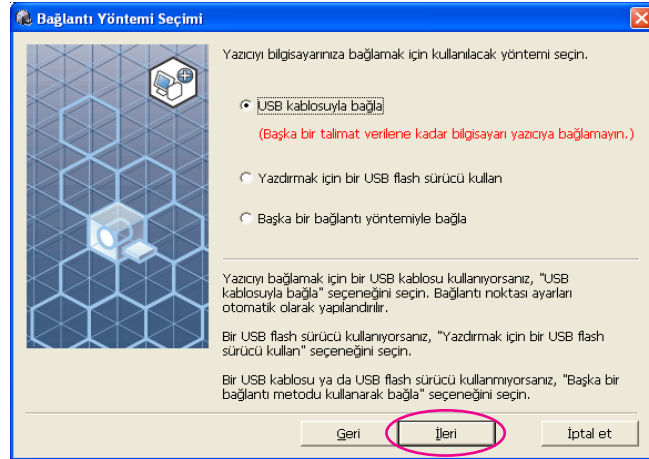 Bağlantı Yöntemi Seçimi
Yazıcıyı bilgisayarınıza bağlamak için kullanılacak yöntemi seçin.
USB kablosuyla bağla
(Başka bir talimat verilene kadar bilgisayarı yazıcıya bağlamayın.)
Yazdırmak için bir USB flash sürücü kullan
Başka bir bağlantı yöntemiyle bağla
Yazıcıyı bağlamak için bir USB kablosu kullanıyorsanız, "USB
kablosuyla bağla" seçeneğini seçin. Bağlantı noktası ayarları
otomatik olarak yapılandırılır.
Bir USB flash sürücü kullanıyorsanız, "Yazdırmak için bir USB flash
sürücü kullan" seçeneğini seçin.
Bir USB kablosu ya da USB flash sürücü kullanmıyorsanız, "Başka bir
bağlantı metodu kullanarak bağla" seçeneğini seçin.
Geri
İleri
İptal et